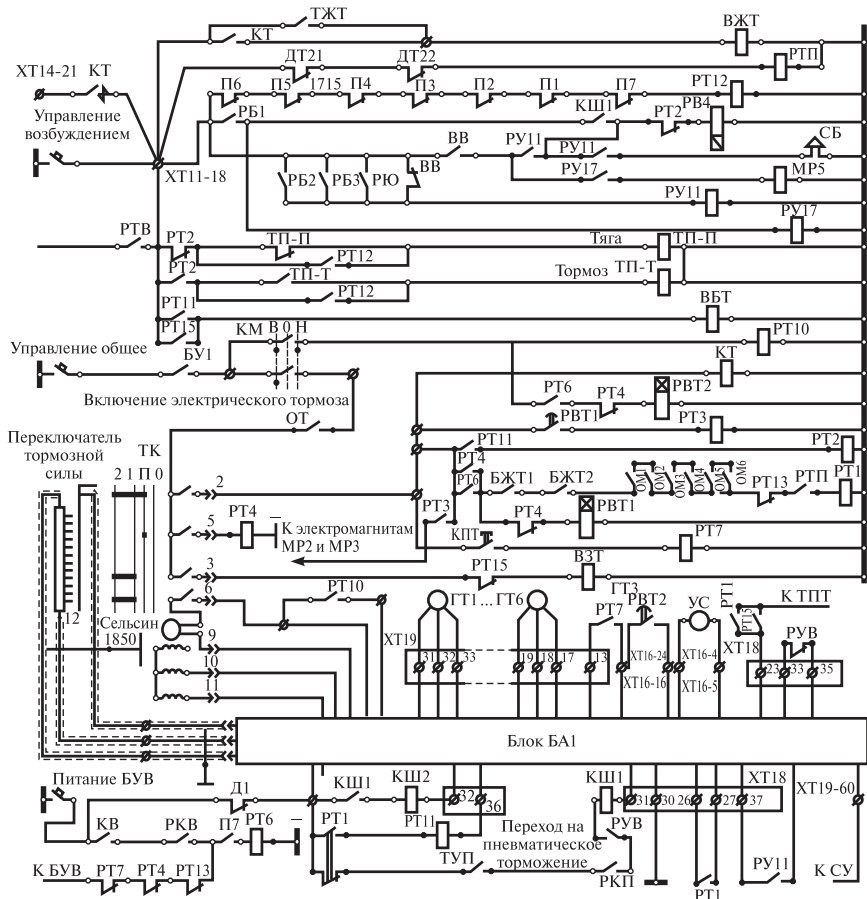 ТЖТ
КТ
ВЖТ
ХТ14-21
КТ
ДТ21
ДТ22
РТП
П6
П5
1715
П4
П3
П2
П1
П7
РТ12
Управление
возбуждением
РБ1
КШ1
РТ2
РВ4
ХТ11-18
РБ2
РБ3
РЮ
ВВ
ВВ
РУ11
РУ11
СБ
РУ17
МР5
РУ11
РУ17
РТВ
РТ2
ТП-П
РТ12
Тяга
ТП-П
РТ2
ТП-Т
РТ12
Тормоз
ТП-Т
РТ11
ВБТ
РТ15
КМ
В 0 Н
РТ10
Управление общее
БУ1
КТ
Включение электрического тормоза
РТ6
РТ4
РВТ2
ОТ
РВТ1
РТ3
Переключатель
тормозной
силы
ТК
2 1 П 0
РТ11
РТ2
РТ4
РТ6
БЖТ1
БЖТ2
ОМ1
ОМ2
ОМ3
ОМ4
ОМ5
ОМ6
РТ13
РТП
РТ1
2
5
РТ4
К электромагнитам
МР2 и МР3
РТ3
КПТ
РТ4
РВТ1
РТ7
3
РТ15
ВЗТ
6
РТ10
12
Сельсин
1850
9
10
11
ГТ1...ГТ6
ГТ3
ХТ19
31
32
33
19
18
17
13
РТ7
РВТ2
ХТ16-24
ХТ16-16
УС
ХТ16-4
ХТ16-5
РТ1
РТ15
К ТПТ
ХТ18
РУВ
23
33
35
Блок БА1
Питание БУВ
Д1
КШ1
КШ2
32
36
КШ1
31
30
26
27
37
ХТ18
ХТ19-60
КВ
РКВ
П7
РТ6
РТ1
РТ11
Переход на
пневматическое
торможение
РУВ
К БУВ
РТ7
РТ4
РТ13
ТУП
РКП
РТ1
РУ11
К СУ